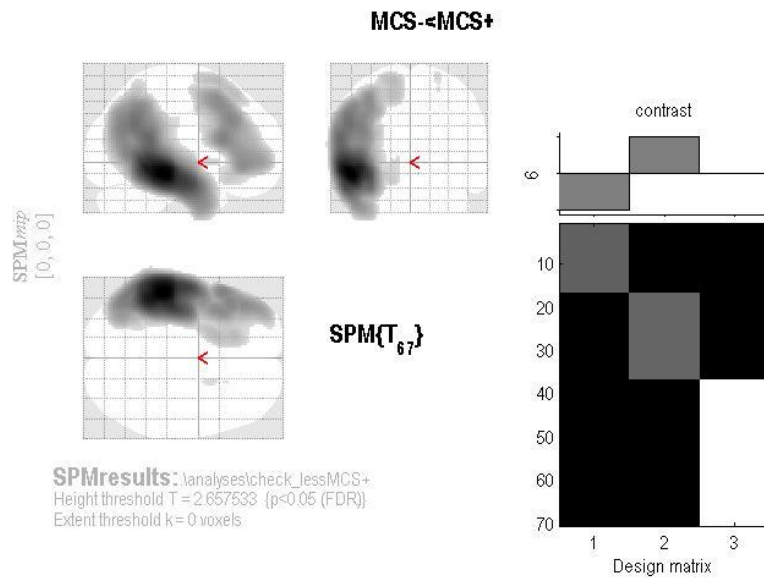 MCS-<MCS+
SPMmip
[0, 0, 0]
<
<
<
SPM{T67}
contrast
6
10
20
30
40
50
60
70
1 2 3
Design matrix
SPMresults: .\analyses\check_lessMCS+
Height threshold T = 2.657533 {p<0.05 (FDR)}
Extent threshold k = 0 voxels